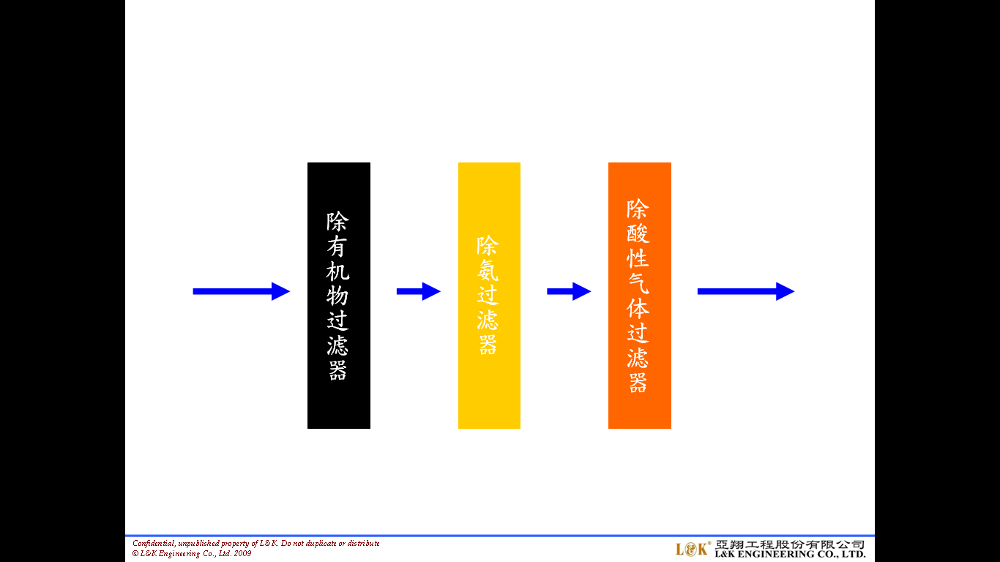 除有机物过滤器
除氨过滤器
除酸性气体过滤器
Confidential, unpublished property of L&K. Do not duplicate or distribute
© L&K Engineering Co., Ltd. 2009
L&K® 亞翔工程股份有限公司
L&K ENGINEERING CO., LTD.